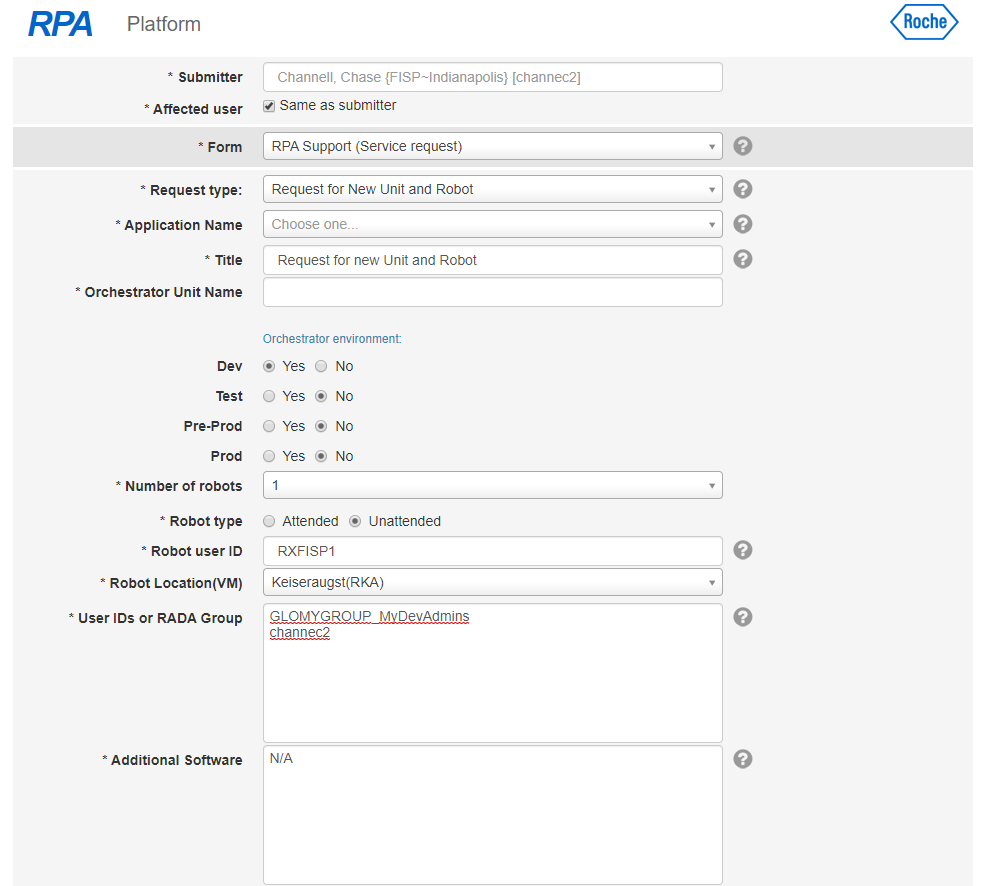 RPA Platform Roche
* Submitter Channell, Chase {FISP~Indianapolis} [channec2]
* Affected user Same as submitter
* Form RPA Support (Service request) ?
* Request type: Request for New Unit and Robot ?
* Application Name Choose one... ?
* Title Request for new Unit and Robot ?
* Orchestrator Unit Name
Orchestrator environment:
Dev Yes No
Test Yes No
Pre-Prod Yes No
Prod Yes No
* Number of robots 1
* Robot type Attended Unattended
* Robot user ID RXFISP1 ?
* Robot Location(VM) Keiseraugst(RKA)
* User IDs or RADA Group GLOMYGROUP_MyDevAdmins ?
channec2
* Additional Software N/A ?